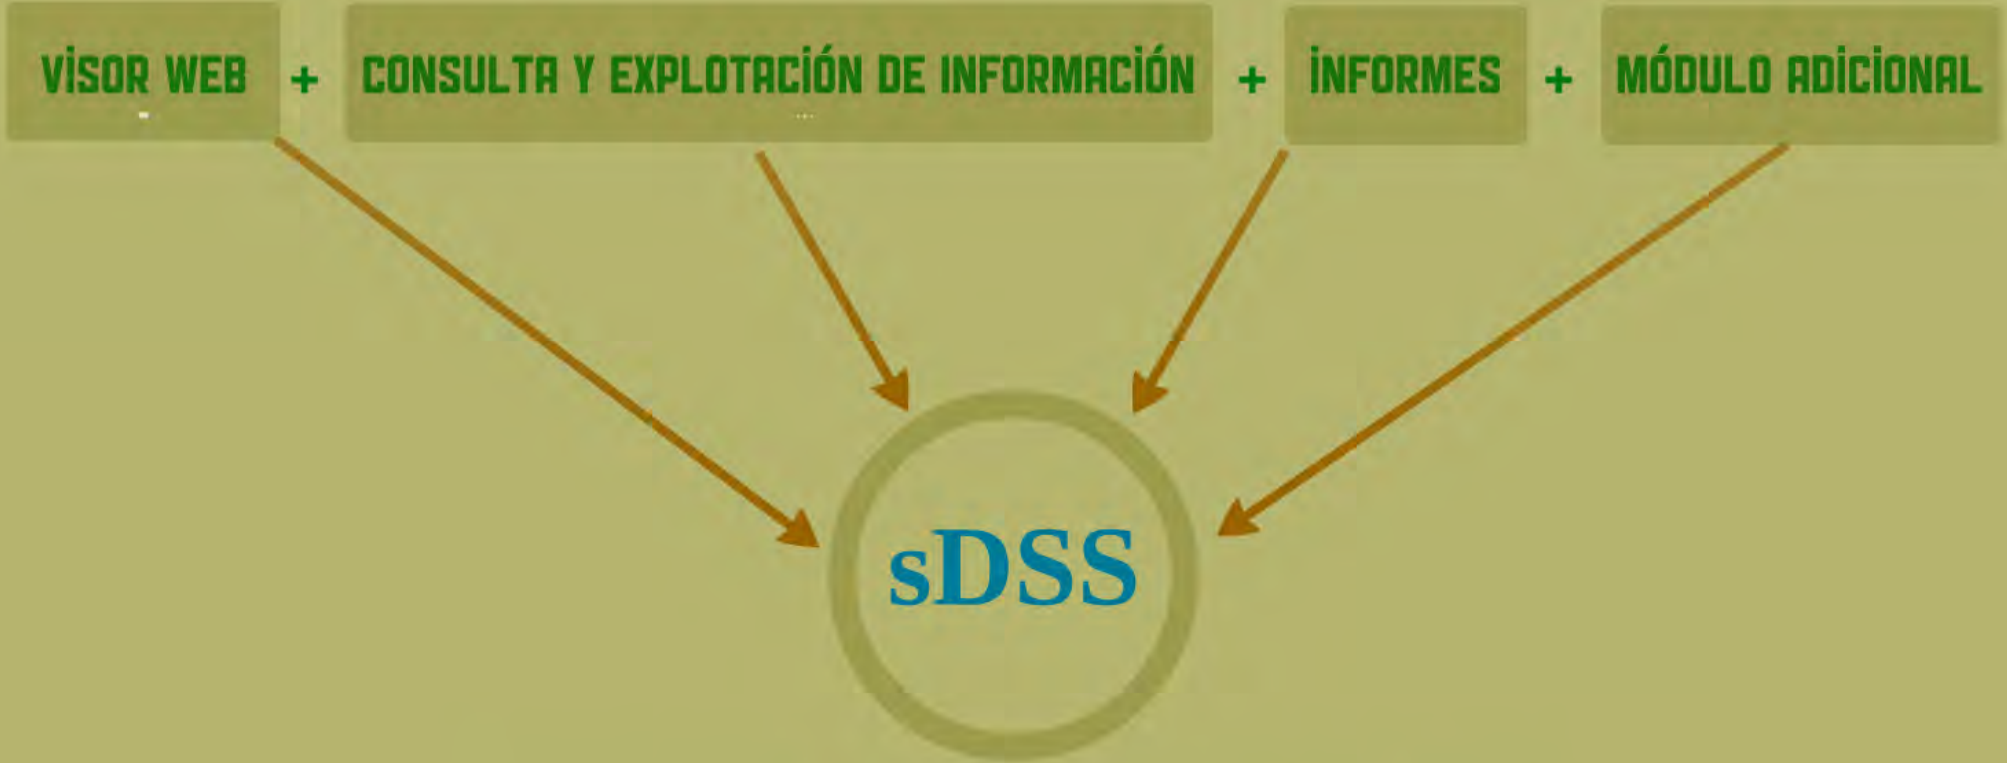 VISOR WEB + CONSULTA Y EXPLOTACIÓN DE INFORMACIÓN + INFORMES + MÓDULO ADICIONAL
sDSS